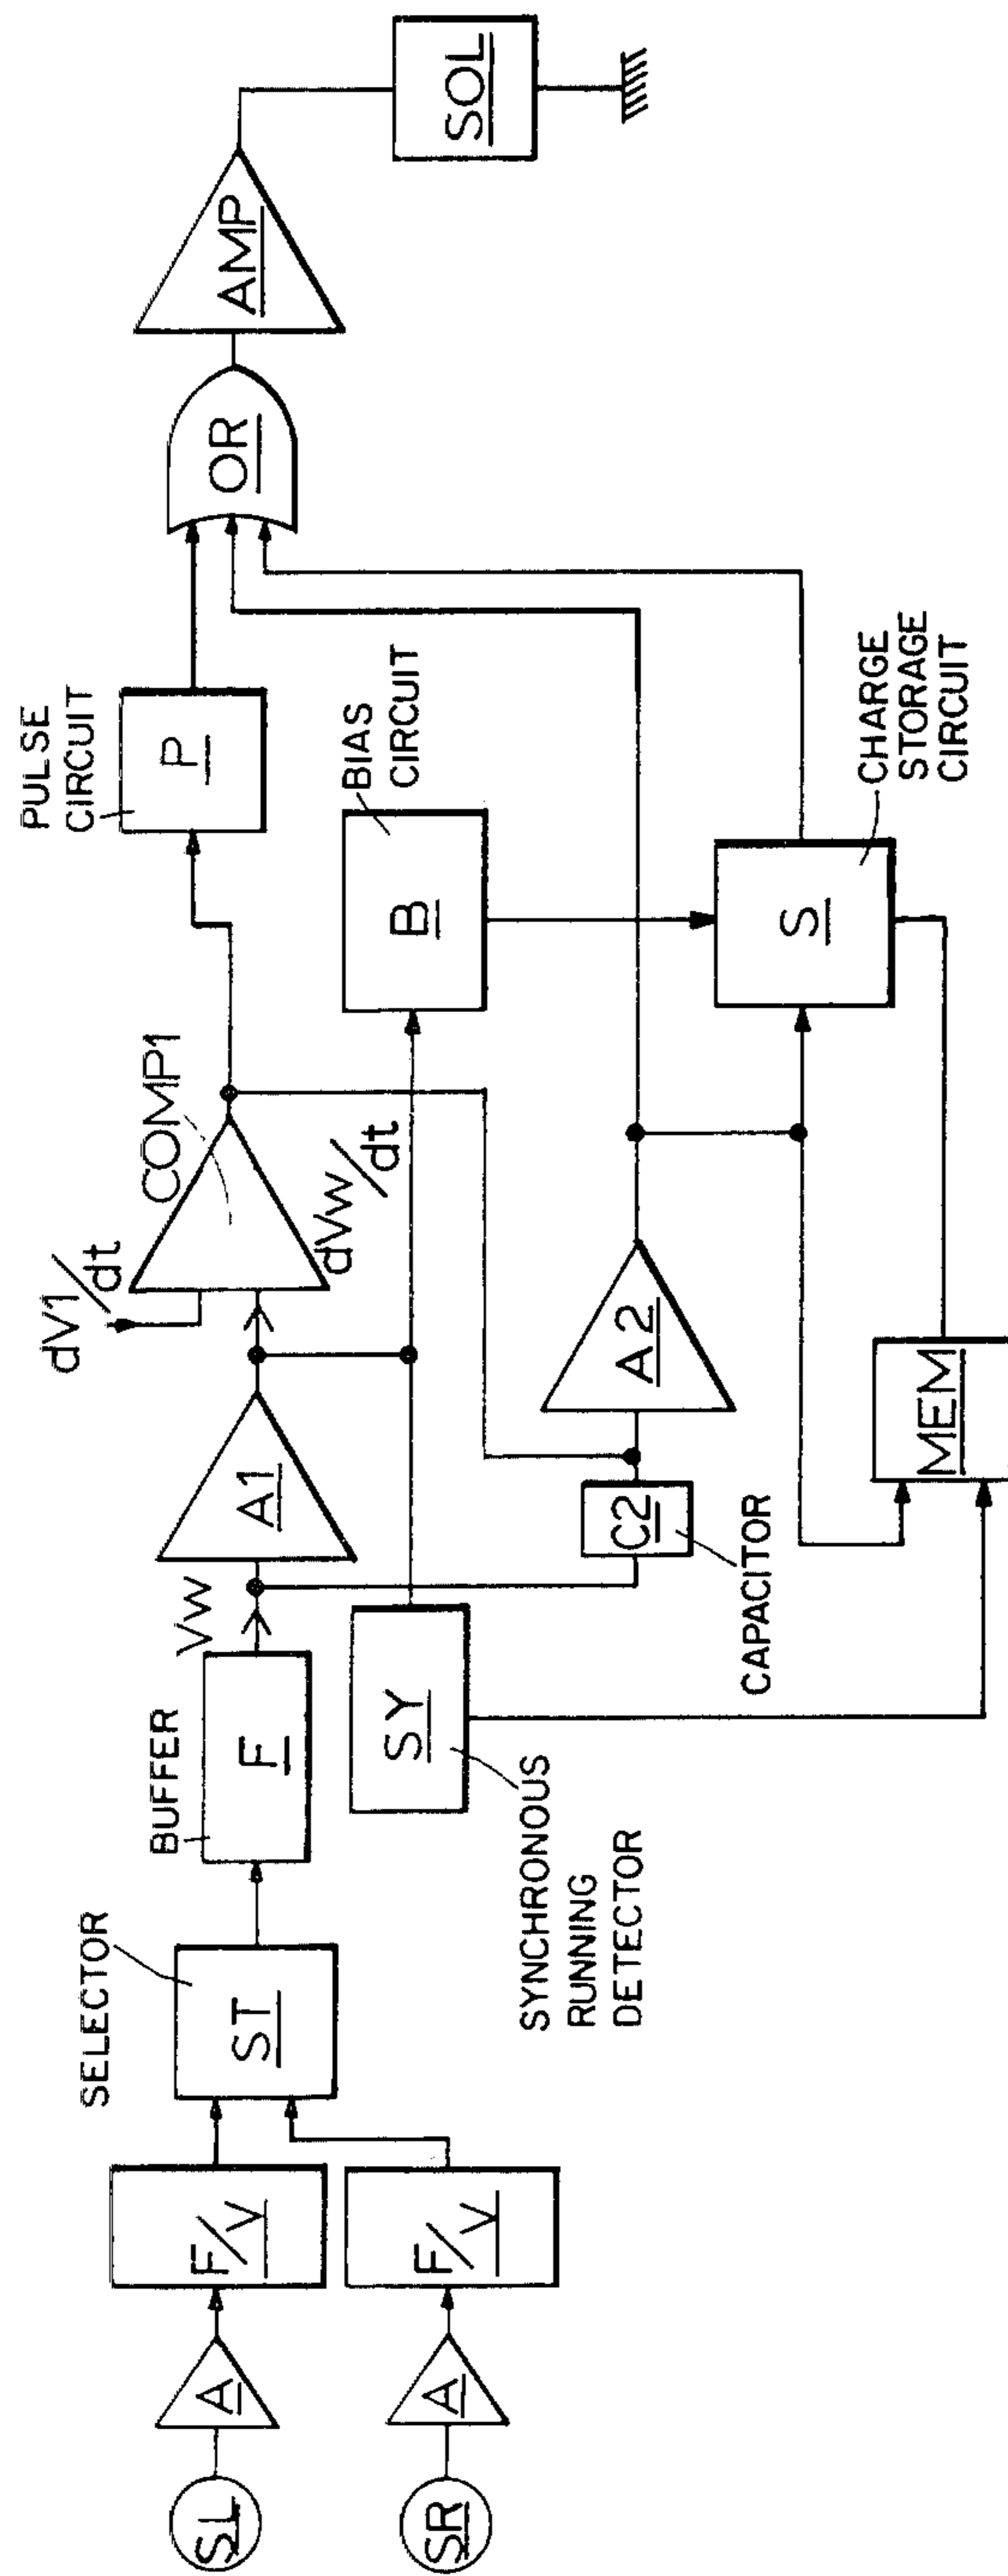 SL
A
F/V
SR
A
F/V
SELECTOR
ST
BUFFER
F
Vw
A1
dV1/dt
COMP1
dVw/dt
PULSE
CIRCUIT
P
OR
AMP
SOL
SY
SYNCHRONOUS
RUNNING
DETECTOR
C2
CAPACITOR
A2
B
BIAS
CIRCUIT
MEM
S
CHARGE
STORAGE
CIRCUIT